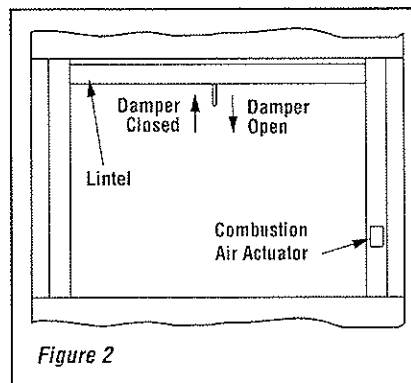 Damper
Closed
Damper
Open
Lintel
Combustion
Air Actuator
Figure 2